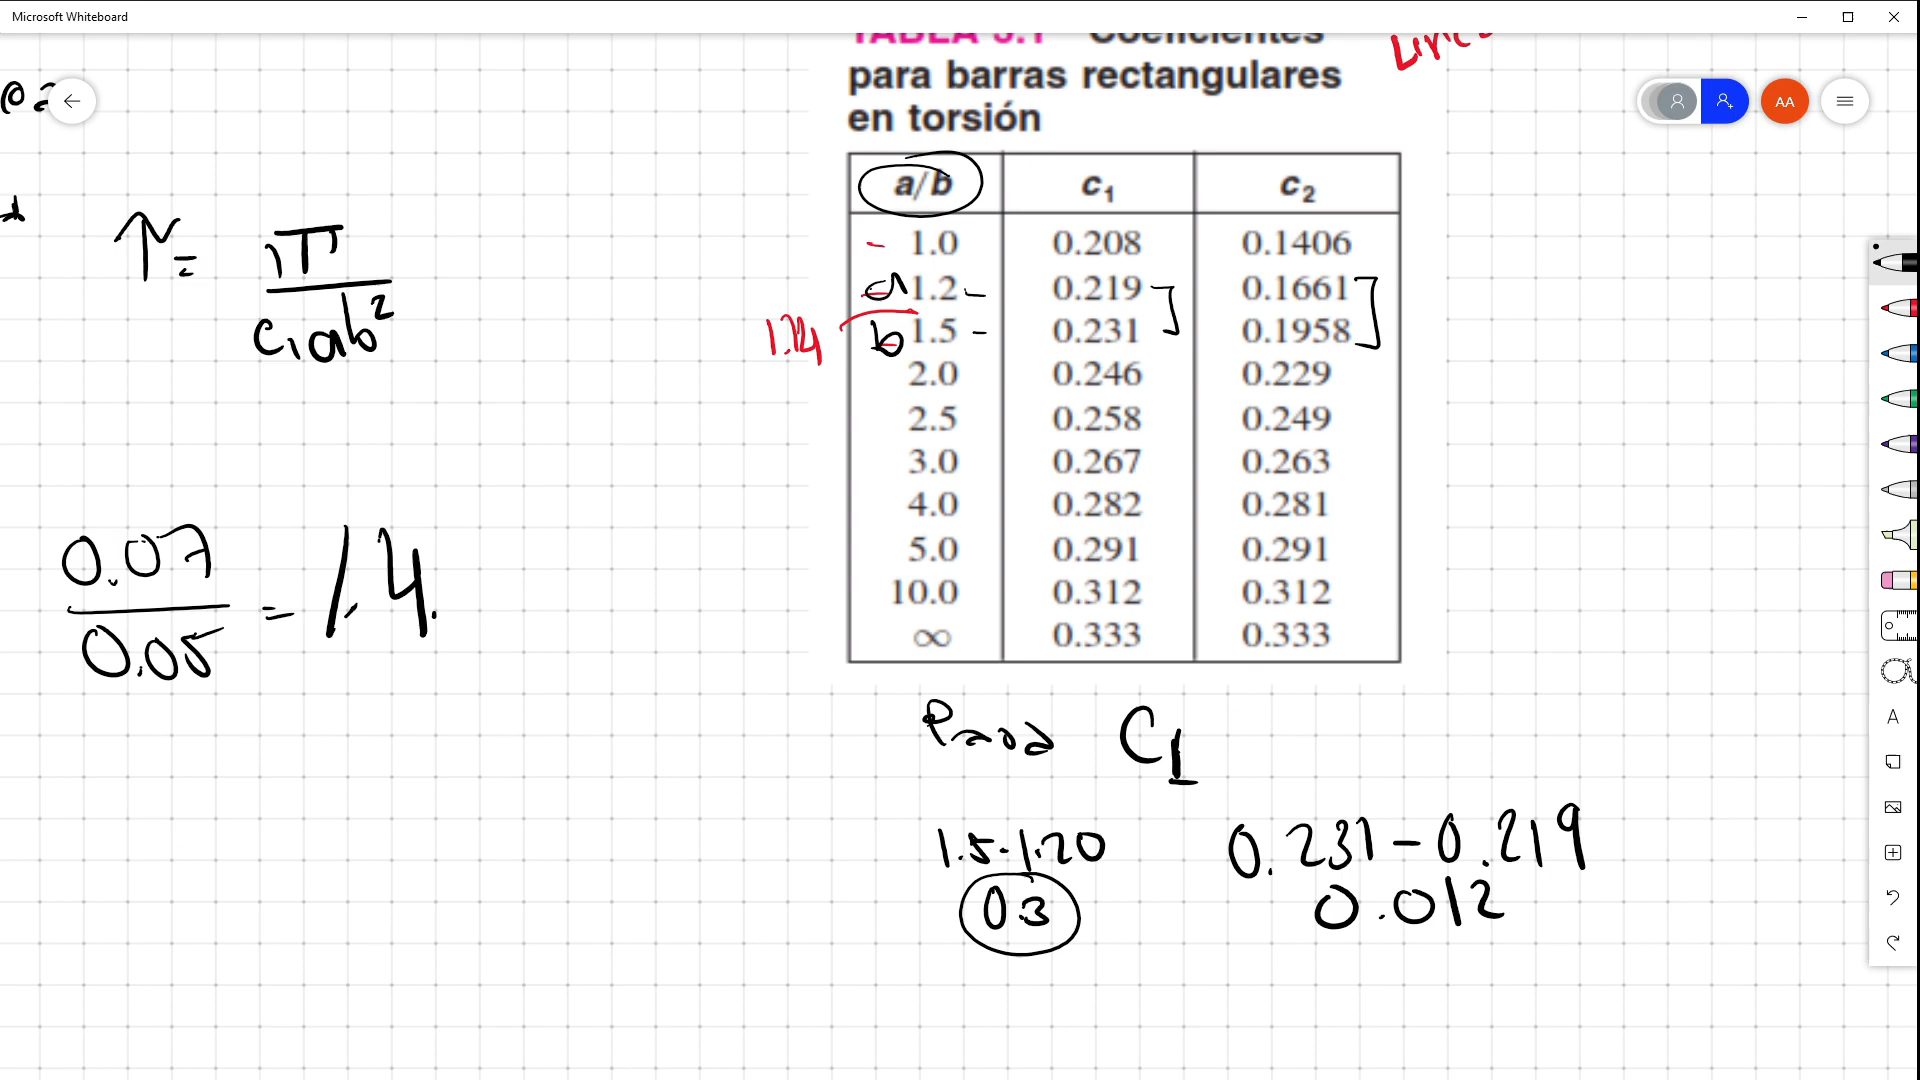 Microsoft Whiteboard
TABLA 3.1 Coeficientes
para barras rectangulares
en torsión
AA
a/b c₁ c₂
- 1.0 0.208 0.1406
a 1.2 - 0.219 0.1661
b 1.5 - 0.231 0.1958
2.0 0.246 0.229
2.5 0.258 0.249
3.0 0.267 0.263
4.0 0.282 0.281
5.0 0.291 0.291
10.0 0.312 0.312
∞ 0.333 0.333
c₁ab²
0.07
0.05
= 1.4.
Para C1
1.5-1.20
0.3
0.231-0.219
0.012
A